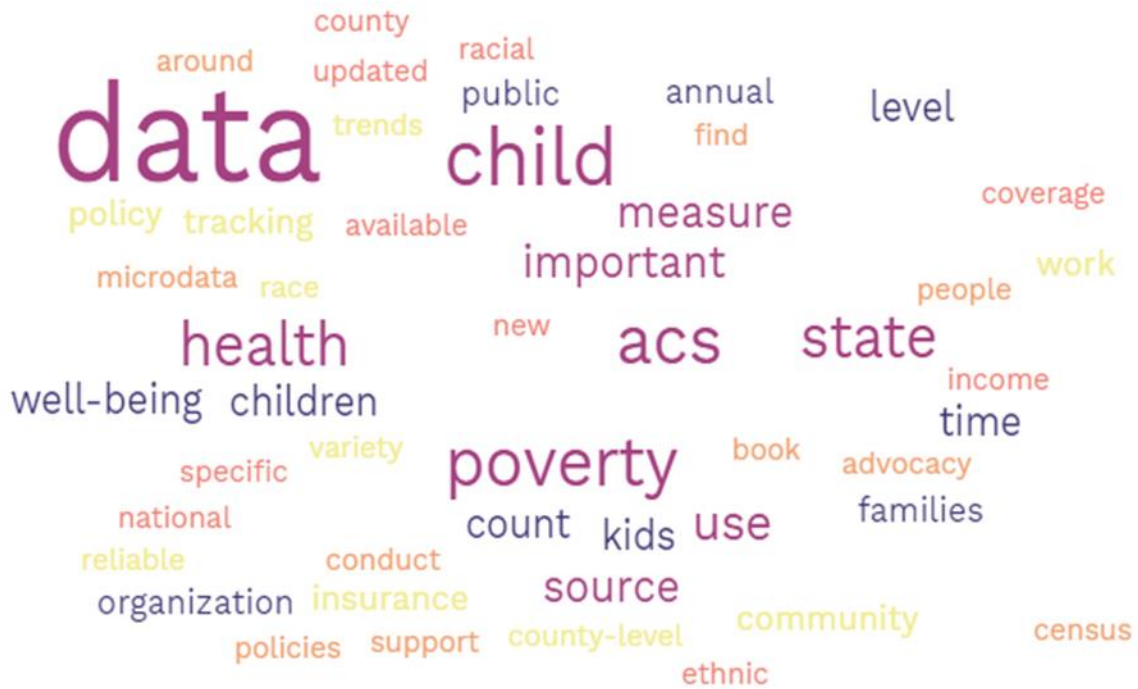 county
around
updated
racial
public
annual
level
data
trends
child
find
policy
tracking
available
measure
coverage
important
microdata
race
work
people
health
new
acs
state
income
well-being
children
time
variety
poverty
book
advocacy
specific
national
count
kids
use
families
reliable
conduct
source
organization
insurance
community
census
policies
support
county-level
ethnic